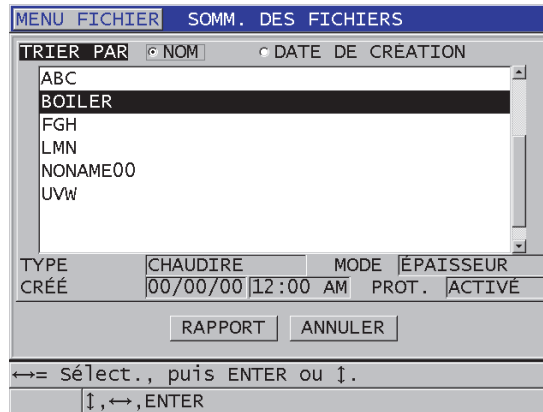 MENU FICHIER SOMM. DES FICHIERS
TRIER PAR NOM DATE DE CRÉATION
ABC
BOILER
FGH
LMN
NONAME00
UVW
TYPE CHAUDIRE MODE ÉPAISSEUR
CRÉÉ 00/00/00 12:00 AM PROT. ACTIVÉ
RAPPORT ANNULER
↔= Sélect., puis ENTER ou ↕.
↕,↔,ENTER